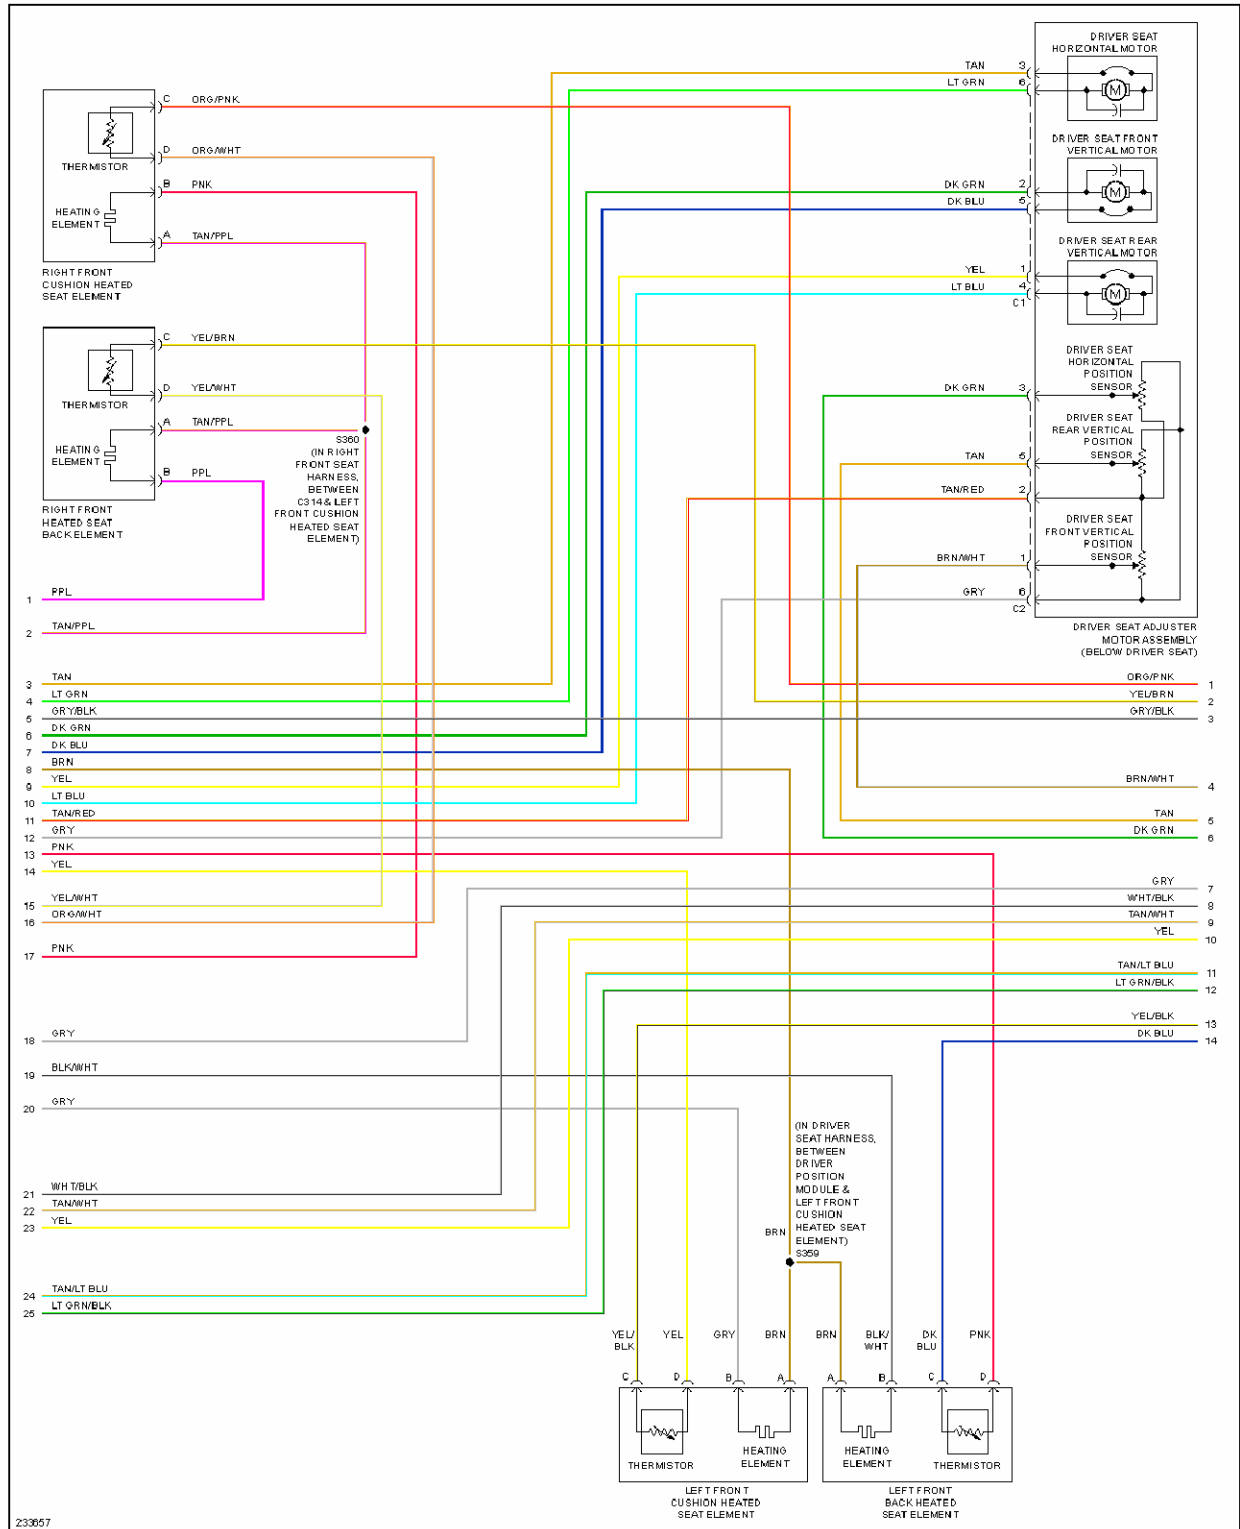 DRIVER SEAT
HORIZONTAL MOTOR
TAN 3
LT GRN 6
M
C ORG/PNK
D ORG/WHT
THERMISTOR
B PNK
HEATING
ELEMENT
A TAN/PPL
RIGHT FRONT
CUSHION HEATED
SEAT ELEMENT
DRIVER SEAT FRONT
VERTICAL MOTOR
DK GRN 2
DK BLU 5
M
DRIVER SEAT REAR
VERTICAL MOTOR
YEL 1
LT BLU 4
C1
M
C YEL/BRN
D YEL/WHT
THERMISTOR
A TAN/PPL
HEATING
ELEMENT
B PPL
RIGHT FRONT
HEATED SEAT
BACK ELEMENT
S360
(IN RIGHT
FRONT SEAT
HARNESS,
BETWEEN
C314 & LEFT
FRONT CUSHION
HEATED SEAT
ELEMENT)
DRIVER SEAT
HORIZONTAL
POSITION
SENSOR
DK GRN 3
DRIVER SEAT
REAR VERTICAL
POSITION
SENSOR
TAN 5
TAN/RED 2
DRIVER SEAT
FRONT VERTICAL
POSITION
SENSOR
BRN/WHT 1
GRY 6
C2
DRIVER SEAT ADJUSTER
MOTOR ASSEMBLY
(BELOW DRIVER SEAT)
1 PPL
2 TAN/PPL
3 TAN
4 LT GRN
5 GRY/BLK
6 DK GRN
7 DK BLU
8 BRN
9 YEL
10 LT BLU
11 TAN/RED
12 GRY
13 PNK
14 YEL
15 YEL/WHT
16 ORG/WHT
17 PNK
18 GRY
19 BLK/WHT
20 GRY
21 WHT/BLK
22 TAN/WHT
23 YEL
24 TAN/LT BLU
25 LT GRN/BLK
ORG/PNK 1
YEL/BRN 2
GRY/BLK 3
BRN/WHT 4
TAN 5
DK GRN 6
GRY 7
WHT/BLK 8
TAN/WHT 9
YEL 10
TAN/LT BLU 11
LT GRN/BLK 12
YEL/BLK 13
DK BLU 14
(IN DRIVER
SEAT HARNESS,
BETWEEN
DRIVER
POSITION
MODULE &
LEFT FRONT
CUSHION
HEATED SEAT
ELEMENT)
S359
BRN
YEL/
BLK
YEL
GRY
BRN
BRN
BLK/
WHT
DK
BLU
PNK
C D B A A B C D
THERMISTOR
HEATING
ELEMENT
HEATING
ELEMENT
THERMISTOR
LEFT FRONT
CUSHION HEATED
SEAT ELEMENT
LEFT FRONT
BACK HEATED
SEAT ELEMENT
233657